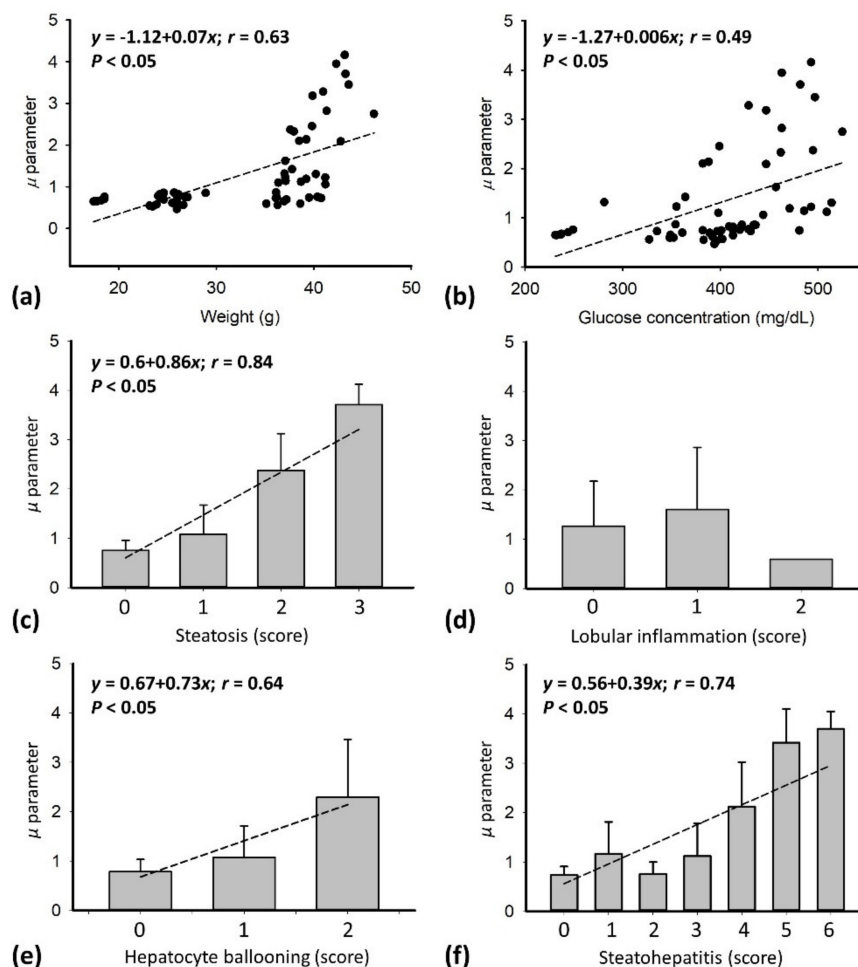 y = -1.12+0.07x; r = 0.63
P < 0.05
5
4
3
2
1
0
μ parameter
20
30
40
50
(a)
Weight (g)
y = -1.27+0.006x; r = 0.49
P < 0.05
5
4
3
2
1
0
μ parameter
200
300
400
500
(b)
Glucose concentration (mg/dL)
y = 0.6+0.86x; r = 0.84
P < 0.05
5
4
3
2
1
0
μ parameter
0
1
2
3
(c)
Steatosis (score)
5
4
3
2
1
0
μ parameter
0
1
2
(d)
Lobular inflammation (score)
y = 0.67+0.73x; r = 0.64
P < 0.05
5
4
3
2
1
0
μ parameter
0
1
2
(e)
Hepatocyte ballooning (score)
y = 0.56+0.39x; r = 0.74
P < 0.05
5
4
3
2
1
0
μ parameter
0
1
2
3
4
5
6
(f)
Steatohepatitis (score)